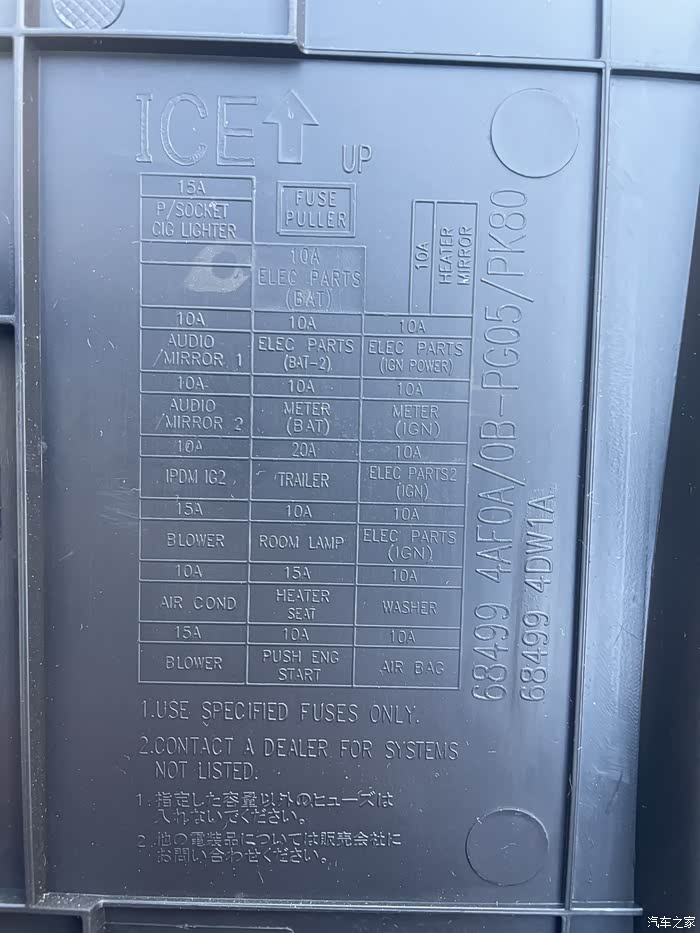 ICE
UP
15A
FUSE
P/SOCKET
PULLER
CIG LIGHTER
10A
HEATER
MIRROR
10A
ELEC PARTS
(BAT)
10A 10A 10A
AUDIO ELEC PARTS ELEC PARTS
/MIRROR 1 (BAT-2) (IGN POWER)
10A 10A 10A
AUDIO METER METER
/MIRROR 2 (BAT) (IGN)
10A 20A 10A
IPDM IG2 TRAILER ELEC PARTS2
(IGN)
15A 10A 10A
BLOWER ROOM LAMP ELEC PARTS
(IGN)
10A 15A 10A
AIR COND HEATER WASHER
SEAT
15A 10A 10A
BLOWER PUSH ENG AIR BAG
START
68499 4AF0A/0B-PG05/PK80
68499 4DW1A
1.USE SPECIFIED FUSES ONLY.
2.CONTACT A DEALER FOR SYSTEMS
NOT LISTED.
1.指定した容量以外のヒューズは
入れないでください。
2.他の電装品については販売会社に
お問い合わせください。
汽车之家